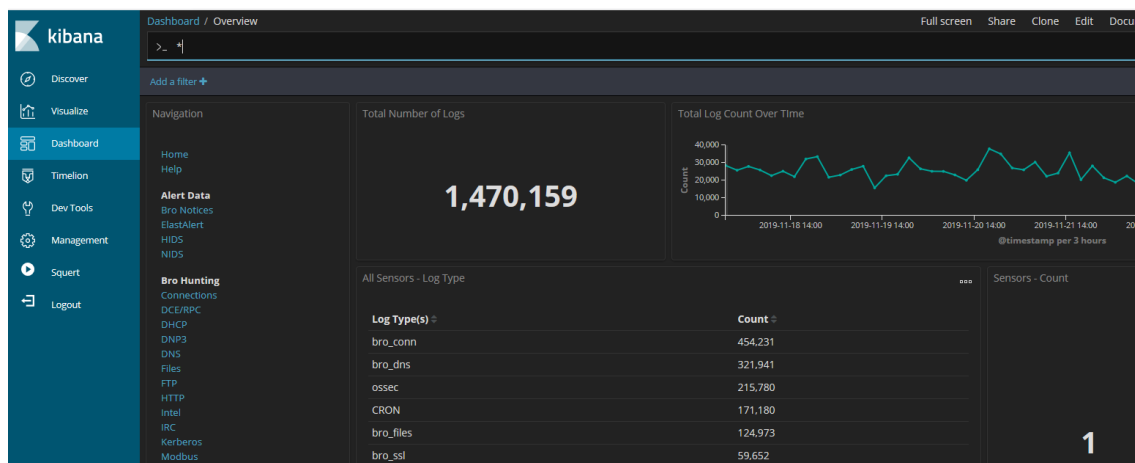 kibana
Discover
Visualize
Dashboard
Timelion
Dev Tools
Management
Squert
Logout
Dashboard / Overview
Full screen Share Clone Edit Docu
>_ *
Add a filter +
Navigation
Home
Help
Alert Data
Bro Notices
ElastAlert
HIDS
NIDS
Bro Hunting
Connections
DCE/RPC
DHCP
DNP3
DNS
Files
FTP
HTTP
Intel
IRC
Kerberos
Modbus
Total Number of Logs
1,470,159
Total Log Count Over TIme
Count
40,000
30,000
20,000
10,000
0
2019-11-18 14:00 2019-11-19 14:00 2019-11-20 14:00 2019-11-21 14:00 20
@timestamp per 3 hours
All Sensors - Log Type
Log Type(s) Count
bro_conn 454,231
bro_dns 321,941
ossec 215,780
CRON 171,180
bro_files 124,973
bro_ssl 59,652
Sensors - Count
1